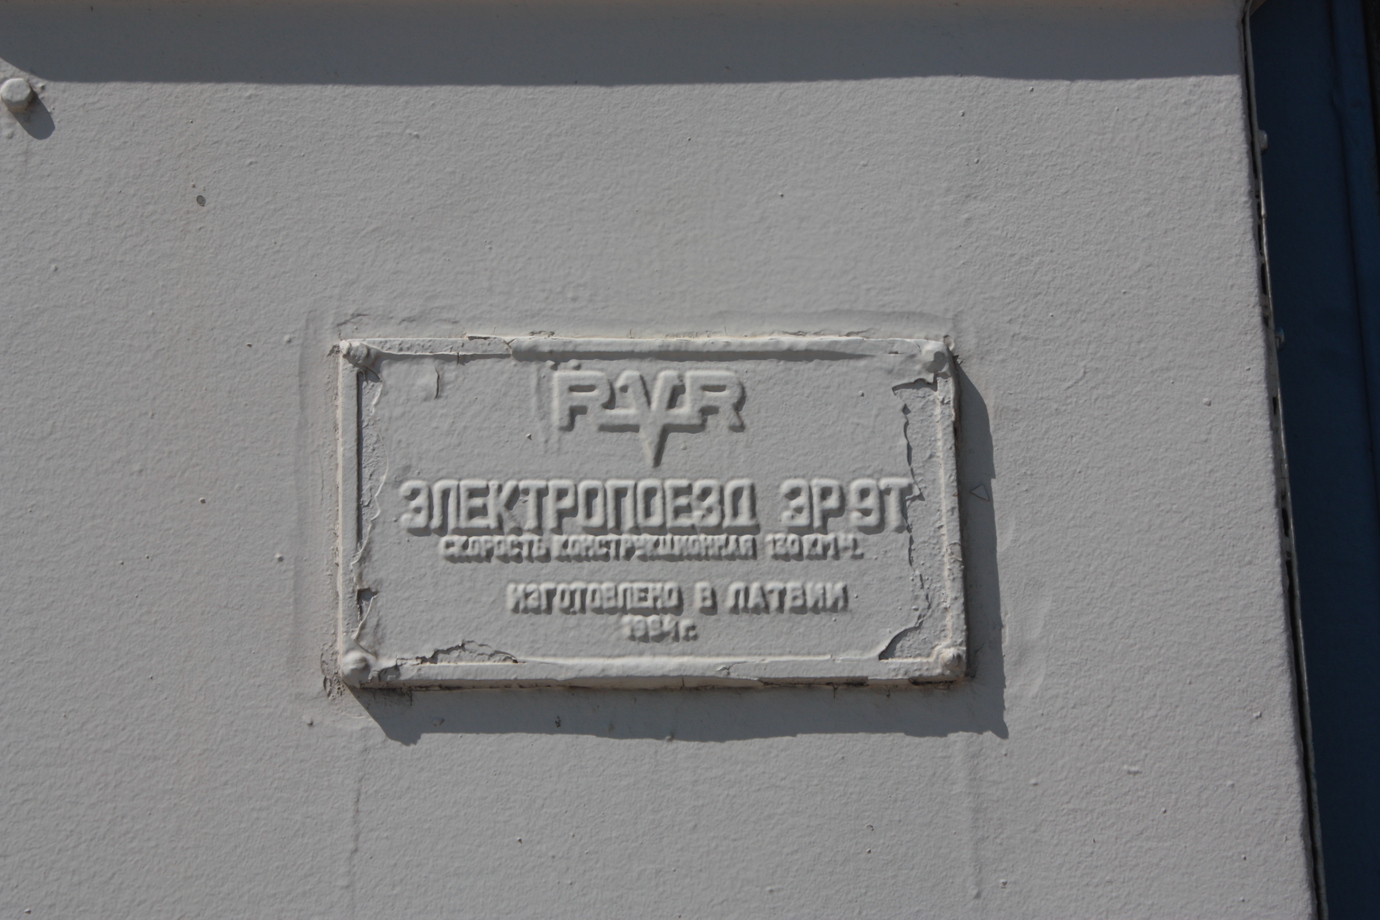 RVR
ЭЛЕКТРОПОЕЗД ЭР9Т
СКОРОСТЬ КОНСТРУКЦИОННАЯ 130 КМ-Ч.
ИЗГОТОВЛЕНО В ЛАТВИИ
1994 г.